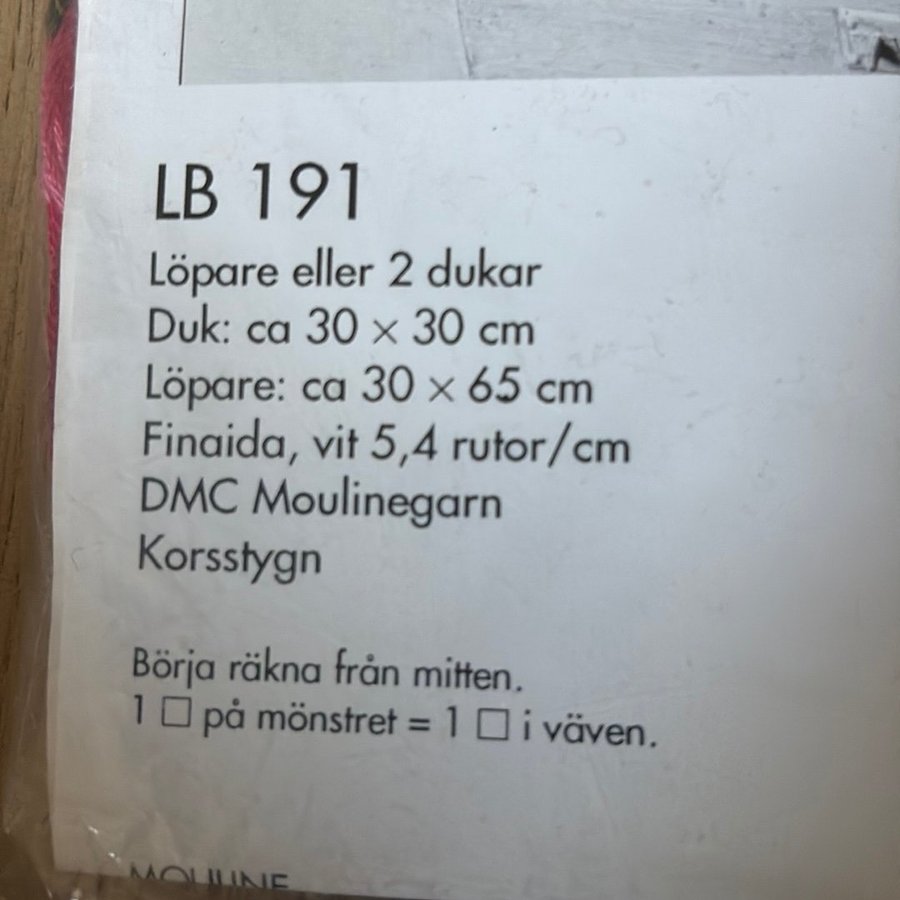 LB 191
Löpare eller 2 dukar
Duk: ca 30 × 30 cm
Löpare: ca 30 × 65 cm
Finaida, vit 5,4 rutor/cm
DMC Moulinegarn
Korsstygn
Börja räkna från mitten.
1 □ på mönstret = 1 □ i väven.
MOULINE